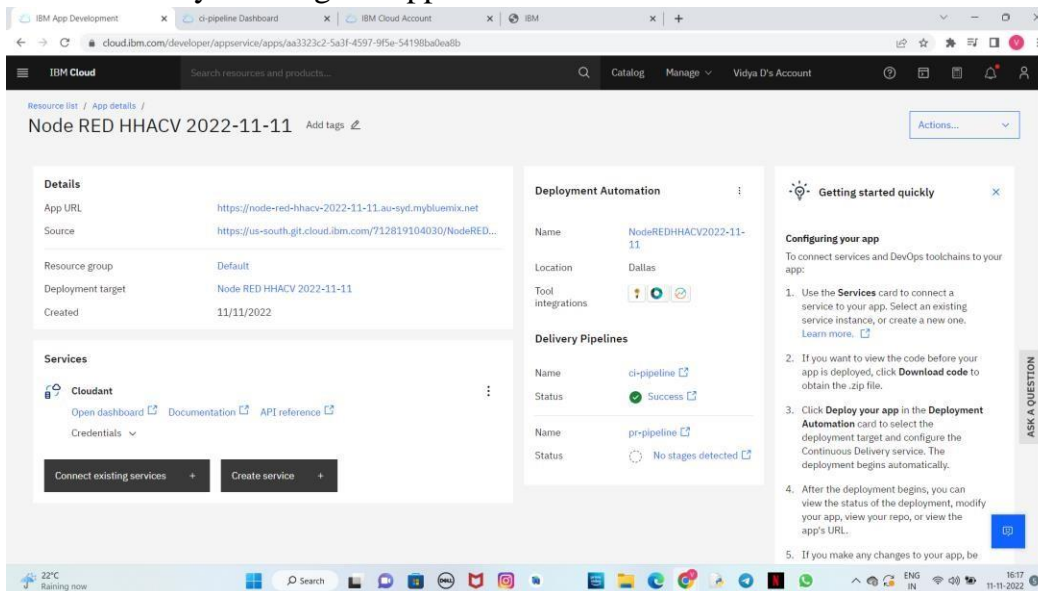 IBM App Development
ci-pipeline Dashboard
IBM Cloud Account
IBM
cloud.ibm.com/developer/appservice/apps/aa3323c2-5a3f-4597-9f5e-54198ba0ea8b
IBM Cloud
Search resources and products...
Catalog
Manage
Vidya D's Account
Resource list / App details /
Node RED HHACV 2022-11-11
Add tags
Actions...
Details
App URL
https://node-red-hhacv-2022-11-11.au-syd.mybluemix.net
Source
https://us-south.git.cloud.ibm.com/712819104030/NodeRED...
Resource group
Default
Deployment target
Node RED HHACV 2022-11-11
Created
11/11/2022
Services
Cloudant
Open dashboard
Documentation
API reference
Credentials
Connect existing services +
Create service +
Deployment Automation
Name
NodeREDHHACV2022-11-
11
Location
Dallas
Tool
integrations
Delivery Pipelines
Name
ci-pipeline
Status
Success
Name
pr-pipeline
Status
No stages detected
Getting started quickly
Configuring your app
To connect services and DevOps toolchains to your
app:
1. Use the Services card to connect a
service to your app. Select an existing
service instance, or create a new one.
Learn more.
2. If you want to view the code before your
app is deployed, click Download code to
obtain the .zip file.
3. Click Deploy your app in the Deployment
Automation card to select the
deployment target and configure the
Continuous Delivery service. The
deployment begins automatically.
4. After the deployment begins, you can
view the status of the deployment, modify
your app, view your repo, or view the
app's URL.
5. If you make any changes to your app, be
ASK A QUESTION
22°C
Raining now
Search
ENG
IN
16:17
11-11-2022